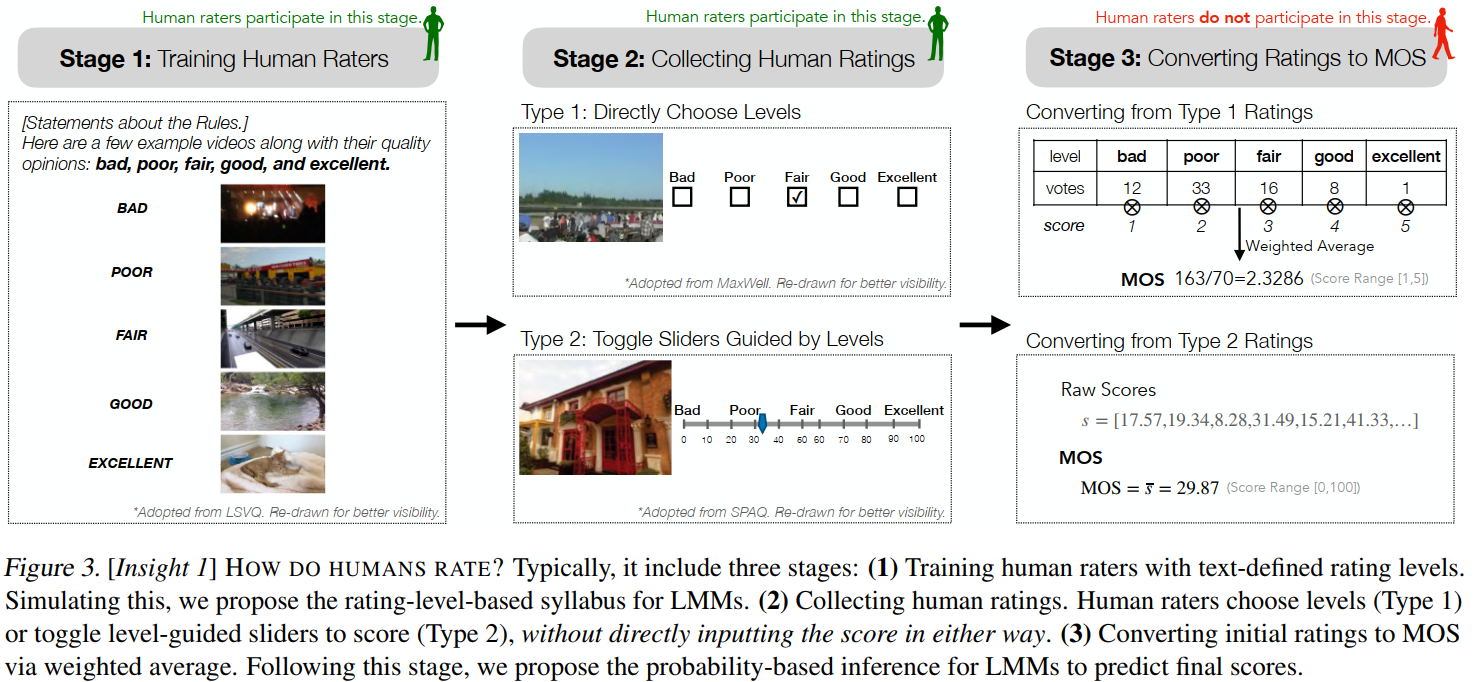 Human raters participate in this stage.
Stage 1: Training Human Raters
[Statements about the Rules.]
Here are a few example videos along with their quality
opinions: bad, poor, fair, good, and excellent.
BAD
POOR
FAIR
GOOD
EXCELLENT
*Adopted from LSVQ. Re-drawn for better visibility.
Human raters participate in this stage.
Stage 2: Collecting Human Ratings
Type 1: Directly Choose Levels
Bad Poor Fair Good Excellent
*Adopted from MaxWell. Re-drawn for better visibility.
Type 2: Toggle Sliders Guided by Levels
Bad Poor Fair Good Excellent
0 10 20 30 40 50 60 70 80 90 100
*Adopted from SPAQ. Re-drawn for better visibility.
Human raters do not participate in this stage.
Stage 3: Converting Ratings to MOS
Converting from Type 1 Ratings
level bad poor fair good excellent
votes 12 33 16 8 1
score 1 2 3 4 5
Weighted Average
MOS 163/70=2.3286 (Score Range [1,5])
Converting from Type 2 Ratings
Raw Scores
s = [17.57,19.34,8.28,31.49,15.21,41.33,…]
MOS
MOS = s̅ = 29.87 (Score Range [0,100])
Figure 3. [Insight 1] HOW DO HUMANS RATE? Typically, it include three stages: (1) Training human raters with text-defined rating levels.
Simulating this, we propose the rating-level-based syllabus for LMMs. (2) Collecting human ratings. Human raters choose levels (Type 1)
or toggle level-guided sliders to score (Type 2), without directly inputting the score in either way. (3) Converting initial ratings to MOS
via weighted average. Following this stage, we propose the probability-based inference for LMMs to predict final scores.